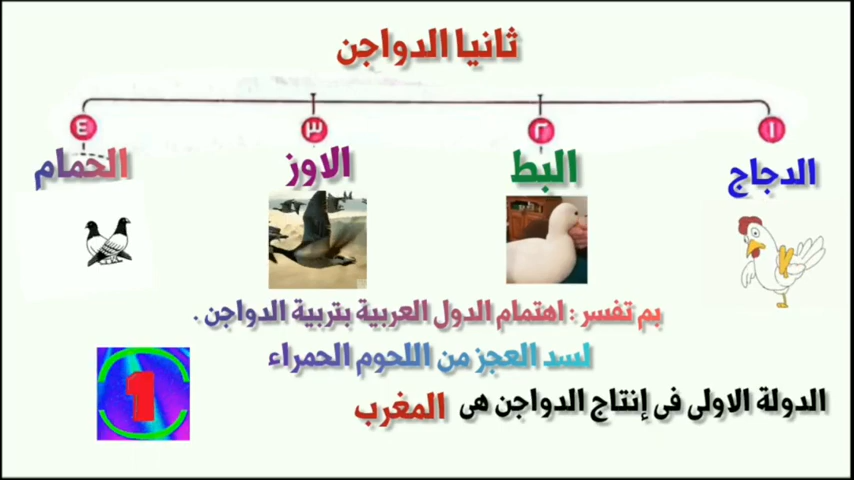 ثانيا الدواجن
١ ٢ ٣ ٤
الدجاج البط الاوز الحمام
بم تفسر : اهتمام الدول العربية بتربية الدواجن .
لسد العجز من اللحوم الحمراء
الدولة الاولى فى إنتاج الدواجن هى المغرب
1